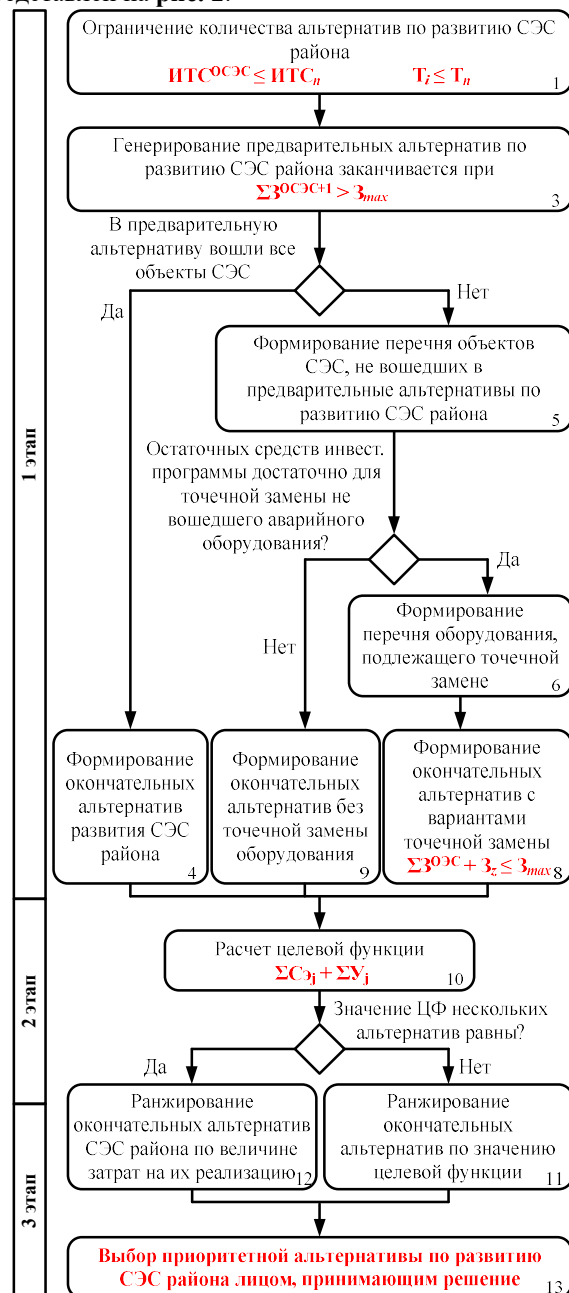 Ограничение количества альтернатив по развитию СЭС
района
ИТС^ОСЭС ≤ ИТС_n T_i ≤ T_n
1
Генерирование предварительных альтернатив по
развитию СЭС района заканчивается при
ΣЗ^ОСЭС+1 > З_max
3
В предварительную
альтернативу вошли все
объекты СЭС
Да
Нет
Формирование перечня объектов
СЭС, не вошедших в
предварительные альтернативы по
развитию СЭС района
5
Остаточных средств инвест.
программы достаточно для
точечной замены не
вошедшего аварийного
оборудования?
Да
Нет
Формирование
перечня оборудования,
подлежащего точечной
замене
6
Формирование
окончательных
альтернатив
развития СЭС
района
4
Формирование
окончательных
альтернатив без
точечной замены
оборудования
9
Формирование
окончательных
альтернатив с
вариантами
точечной замены
ΣЗ^ОЭС + З_z ≤ З_max
8
1 этап
Расчет целевой функции
ΣCэ_j + ΣУ_j
10
Значение ЦФ нескольких
альтернатив равны?
Да
Нет
2 этап
Ранжирование
окончательных альтернатив
СЭС района по величине
затрат на их реализацию
12
Ранжирование
окончательных
альтернатив по значению
целевой функции
11
3 этап
Выбор приоритетной альтернативы по развитию
СЭС района лицом, принимающим решение
13